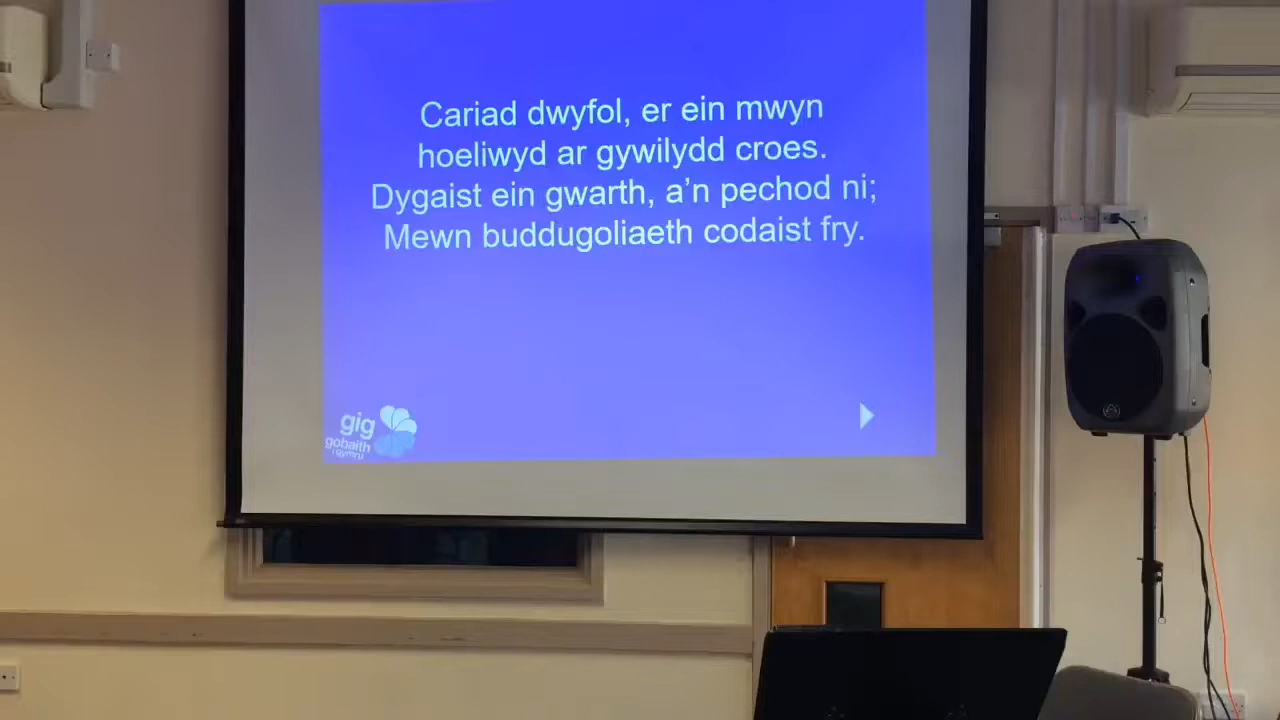 Cariad dwyfol, er ein mwyn
hoeliwyd ar gywilydd croes.
Dygaist ein gwarth, a'n pechod ni;
Mewn buddugoliaeth codaist fry.
gig
gobaith
i gymru